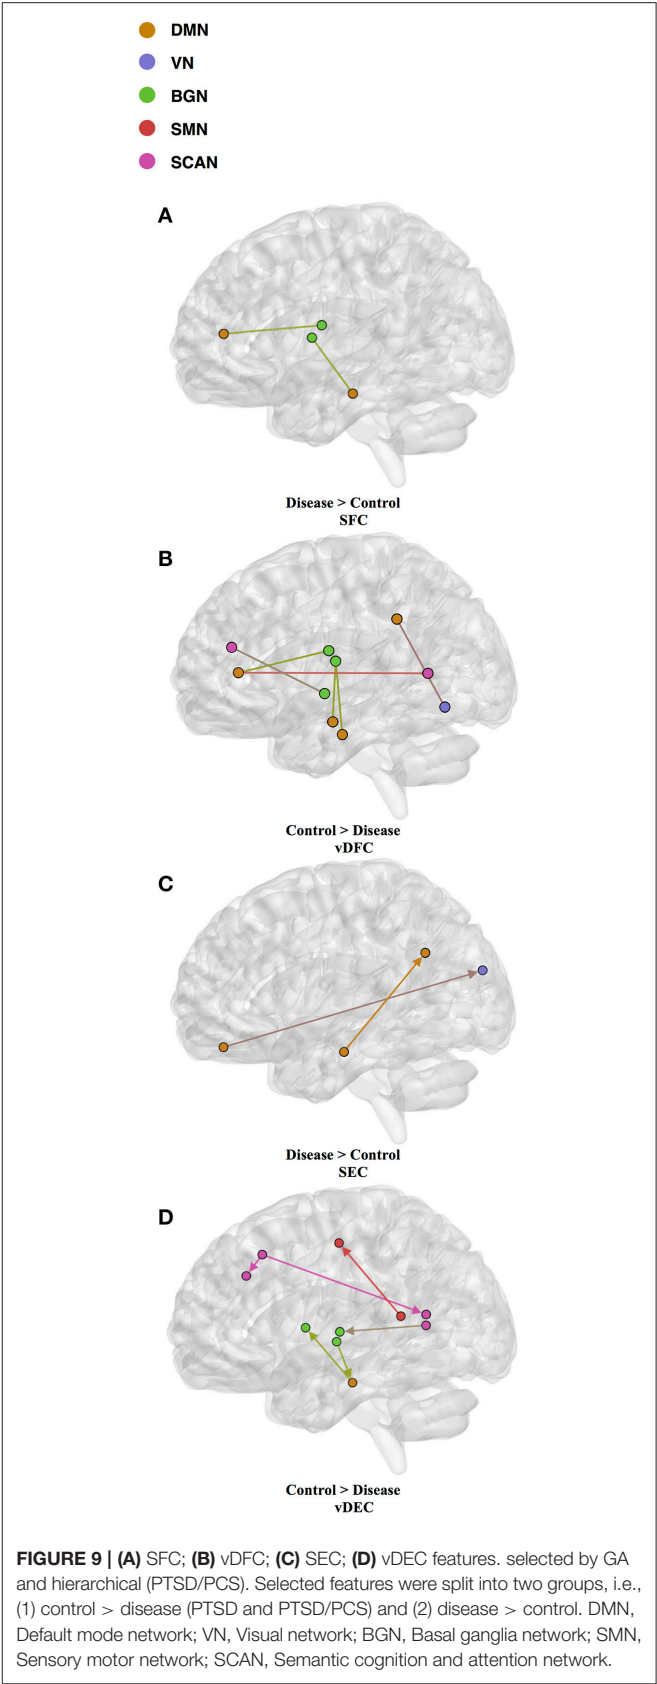 DMN
VN
BGN
SMN
SCAN
A
Disease > Control
SFC
B
Control > Disease
vDFC
C
Disease > Control
SEC
D
Control > Disease
vDEC
FIGURE 9 | (A) SFC; (B) vDFC; (C) SEC; (D) vDEC features. selected by GA
and hierarchical (PTSD/PCS). Selected features were split into two groups, i.e.,
(1) control > disease (PTSD and PTSD/PCS) and (2) disease > control. DMN,
Default mode network; VN, Visual network; BGN, Basal ganglia network; SMN,
Sensory motor network; SCAN, Semantic cognition and attention network.